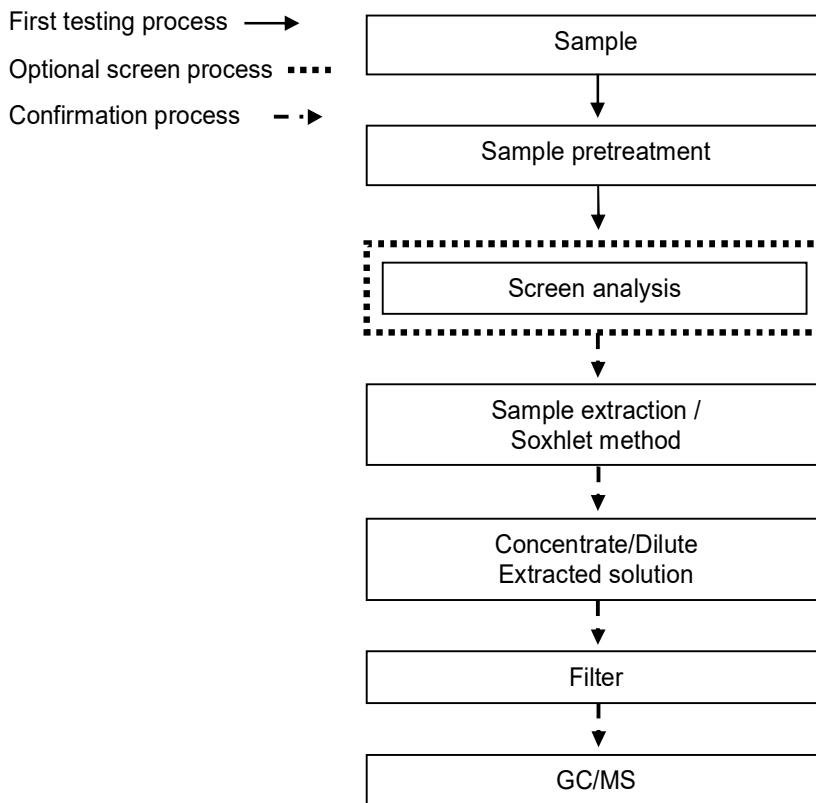 First testing process
Optional screen process
Confirmation process
Sample
Sample pretreatment
Screen analysis
Sample extraction /
Soxhlet method
Concentrate/Dilute
Extracted solution
Filter
GC/MS